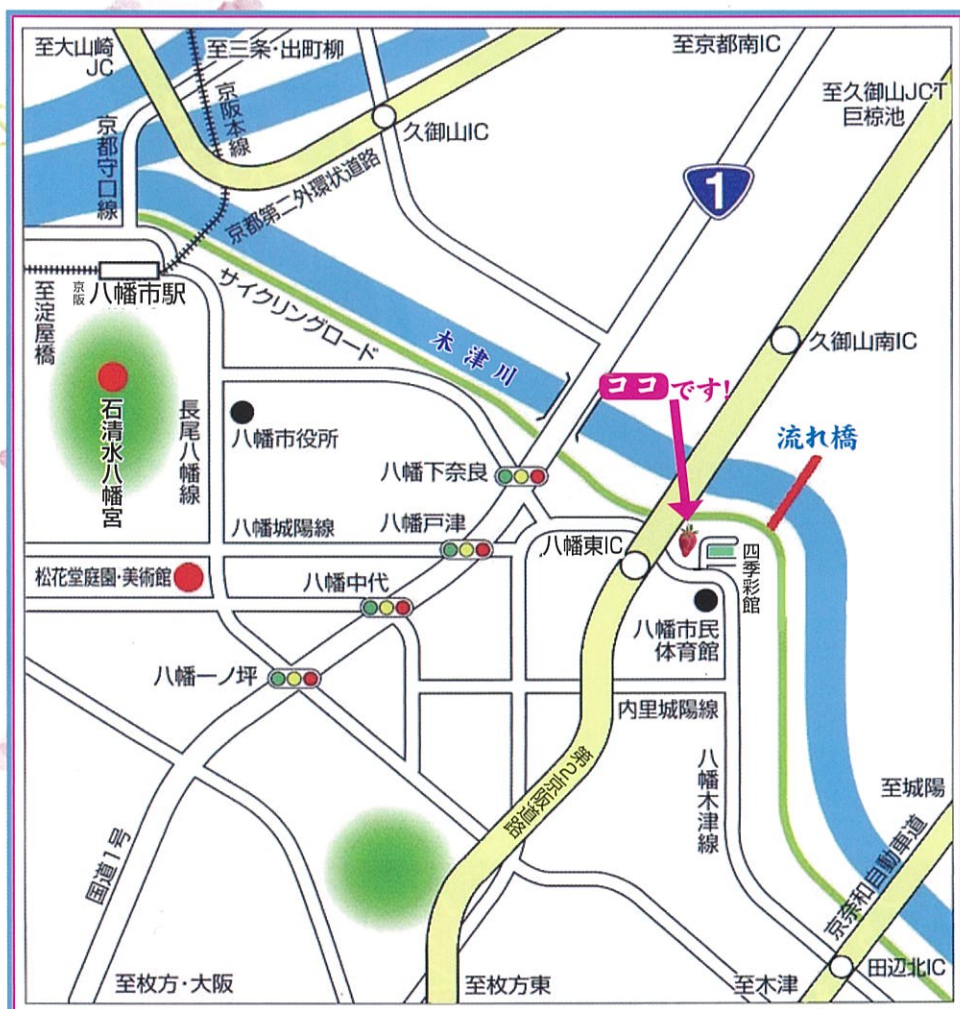 至大山崎
JC
至三条・出町柳
至京都南IC
至久御山JCT
巨椋池
京阪本線
久御山IC
京都守口線
京都第二外環状道路
1
京阪
八幡市駅
至淀屋橋
サイクリングロード
木津川
久御山南IC
ココです!
流れ橋
石清水八幡宮
長尾八幡線
八幡市役所
八幡下奈良
八幡城陽線
八幡戸津
八幡東IC
四季彩館
松花堂庭園・美術館
八幡中代
八幡市民
体育館
八幡一ノ坪
内里城陽線
第2京阪道路
八幡木津線
至城陽
国道1号
京奈和自動車道
田辺北IC
至枚方・大阪
至枚方東
至木津